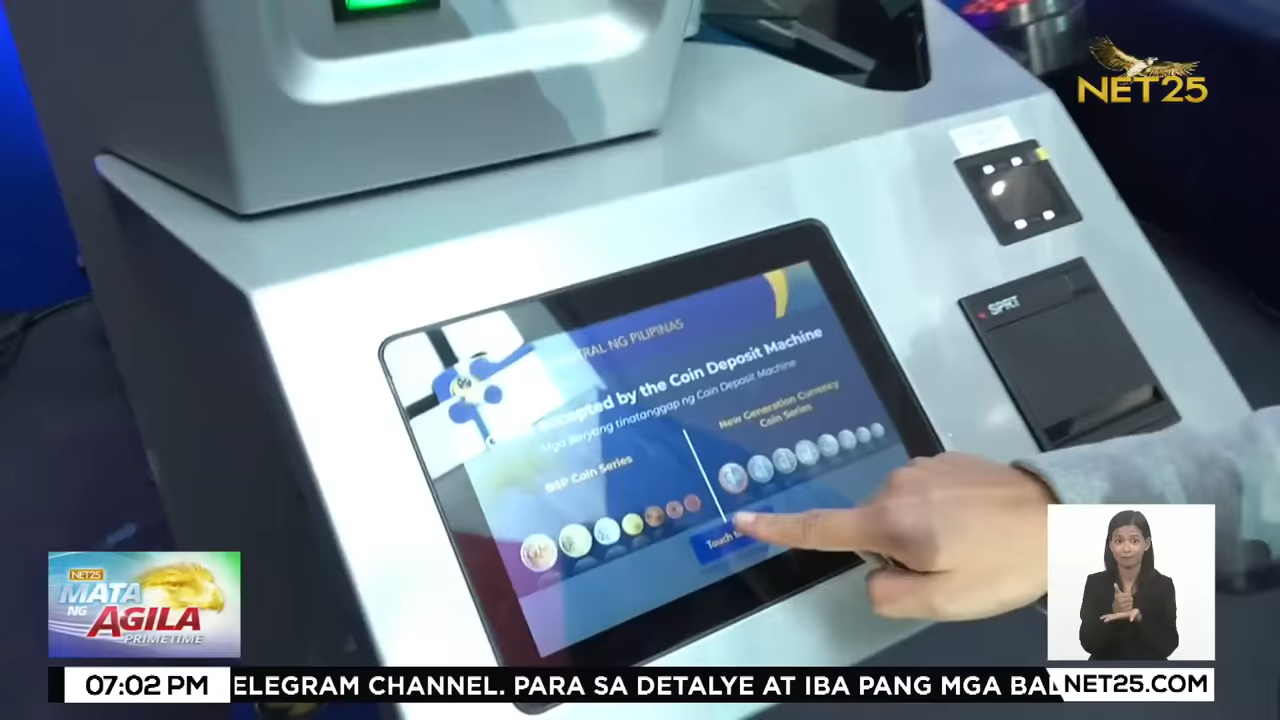 NET25
SPRT
TRAL NG PILIPINAS
accepted by the Coin Deposit Machine
Mga Baryang tinatanggap ng Coin Deposit Machine
BSP Coin Series
New Generation Currency
Coin Series
Touch
NET25
MATA
NG
AGILA
PRIMETIME
07:02 PM
ELEGRAM CHANNEL. PARA SA DETALYE AT IBA PANG MGA BAL
NET25.COM